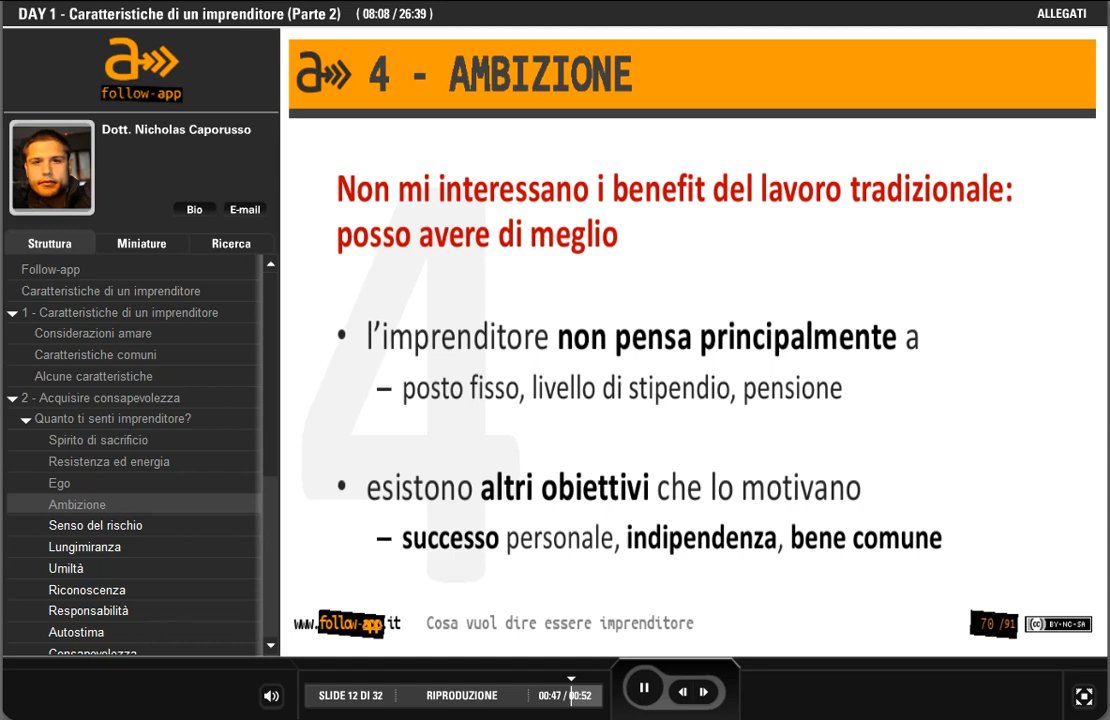 DAY 1 - Caratteristiche di un imprenditore (Parte 2) ( 08:08 / 26:39 )
ALLEGATI
a
follow-app
Dott. Nicholas Caporusso
Bio
E-mail
Struttura
Miniature
Ricerca
Follow-app
Caratteristiche di un imprenditore
1 - Caratteristiche di un imprenditore
Considerazioni amare
Caratteristiche comuni
Alcune caratteristiche
2 - Acquisire consapevolezza
Quanto ti senti imprenditore?
Spirito di sacrificio
Resistenza ed energia
Ego
Ambizione
Senso del rischio
Lungimiranza
Umiltà
Riconoscenza
Responsabilità
Autostima
Consapevolezza
a 4 - AMBIZIONE
4
Non mi interessano i benefit del lavoro tradizionale:
posso avere di meglio
• l’imprenditore non pensa principalmente a
– posto fisso, livello di stipendio, pensione
• esistono altri obiettivi che lo motivano
– successo personale, indipendenza, bene comune
www.follow-app.it
Cosa vuol dire essere imprenditore
70 /91
(cc) BY-NC-SA
SLIDE 12 DI 32
RIPRODUZIONE
00:47 / 00:52